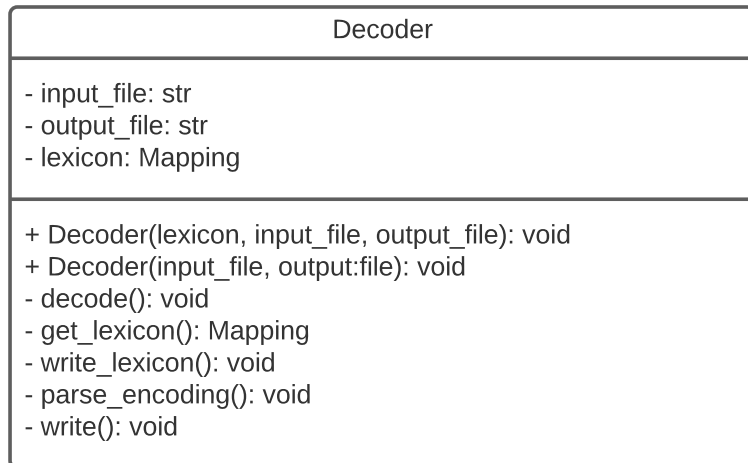 Decoder
- input_file: str
- output_file: str
- lexicon: Mapping
+ Decoder(lexicon, input_file, output_file): void
+ Decoder(input_file, output:file): void
- decode(): void
- get_lexicon(): Mapping
- write_lexicon(): void
- parse_encoding(): void
- write(): void